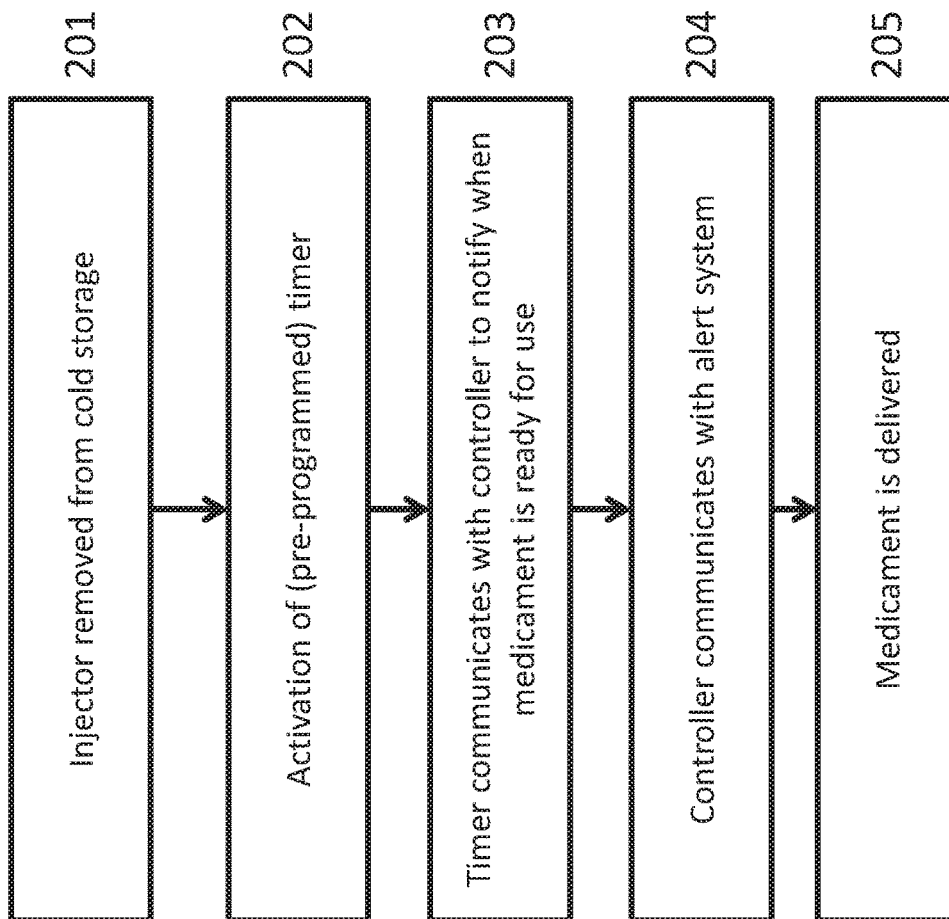 201
Injector removed from cold storage
202
Activation of (pre-programmed) timer
203
Timer communicates with controller to notify when
medicament is ready for use
204
Controller communicates with alert system
205
Medicament is delivered